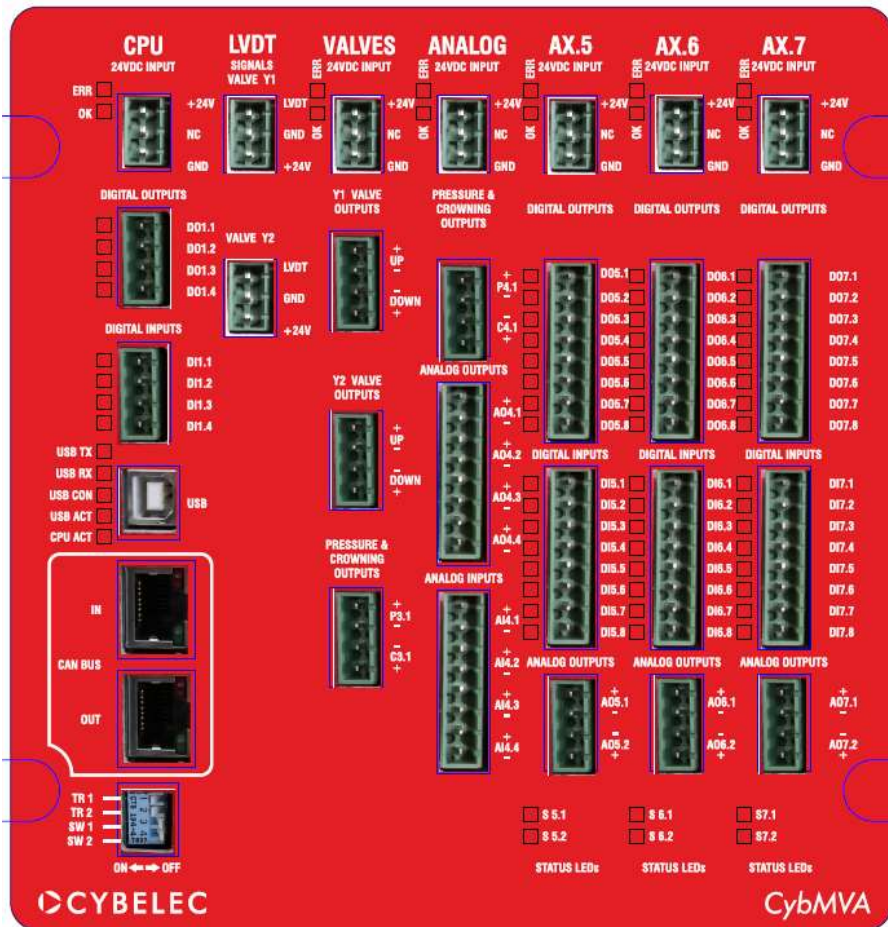 CPU
24VDC INPUT
ERR
OK
+24V
NC
GND
DIGITAL OUTPUTS
DO1.1
DO1.2
DO1.3
DO1.4
DIGITAL INPUTS
DI1.1
DI1.2
DI1.3
DI1.4
USB TX
USB RX
USB CON
USB ACT
CPU ACT
USB
IN
CAN BUS
OUT
TR 1
TR 2
SW 1
SW 2
1 2 3 4
ON OFF
LVDT
SIGNALS
VALVE Y1
LVDT
GND
+24V
VALVE Y2
LVDT
GND
+24V
VALVES
24VDC INPUT
ERR
OK
+24V
NC
GND
Y1 VALVE
OUTPUTS
+
UP
-
-
DOWN
+
Y2 VALVE
OUTPUTS
+
UP
-
-
DOWN
+
PRESSURE &
CROWNING
OUTPUTS
+
P3.1
-
-
C3.1
+
ANALOG
24VDC INPUT
ERR
OK
+24V
NC
GND
PRESSURE &
CROWNING
OUTPUTS
+
P4.1
-
-
C4.1
+
ANALOG OUTPUTS
+
AO4.1
-
+
AO4.2
-
+
AO4.3
-
+
AO4.4
-
ANALOG INPUTS
+
AI4.1
-
+
AI4.2
-
+
AI4.3
-
+
AI4.4
-
AX.5
24VDC INPUT
ERR
OK
+24V
NC
GND
DIGITAL OUTPUTS
DO5.1
DO5.2
DO5.3
DO5.4
DO5.5
DO5.6
DO5.7
DO5.8
DIGITAL INPUTS
DI5.1
DI5.2
DI5.3
DI5.4
DI5.5
DI5.6
DI5.7
DI5.8
ANALOG OUTPUTS
+
AO5.1
-
-
AO5.2
+
S 5.1
S 5.2
STATUS LEDs
AX.6
24VDC INPUT
ERR
OK
+24V
NC
GND
DIGITAL OUTPUTS
DO6.1
DO6.2
DO6.3
DO6.4
DO6.5
DO6.6
DO6.7
DO6.8
DIGITAL INPUTS
DI6.1
DI6.2
DI6.3
DI6.4
DI6.5
DI6.6
DI6.7
DI6.8
ANALOG OUTPUTS
+
AO6.1
-
-
AO6.2
+
S 6.1
S 6.2
STATUS LEDs
AX.7
24VDC INPUT
ERR
OK
+24V
NC
GND
DIGITAL OUTPUTS
DO7.1
DO7.2
DO7.3
DO7.4
DO7.5
DO7.6
DO7.7
DO7.8
DIGITAL INPUTS
DI7.1
DI7.2
DI7.3
DI7.4
DI7.5
DI7.6
DI7.7
DI7.8
ANALOG OUTPUTS
+
AO7.1
-
-
AO7.2
+
S7.1
S7.2
STATUS LEDs
CYBELEC
CybMVA